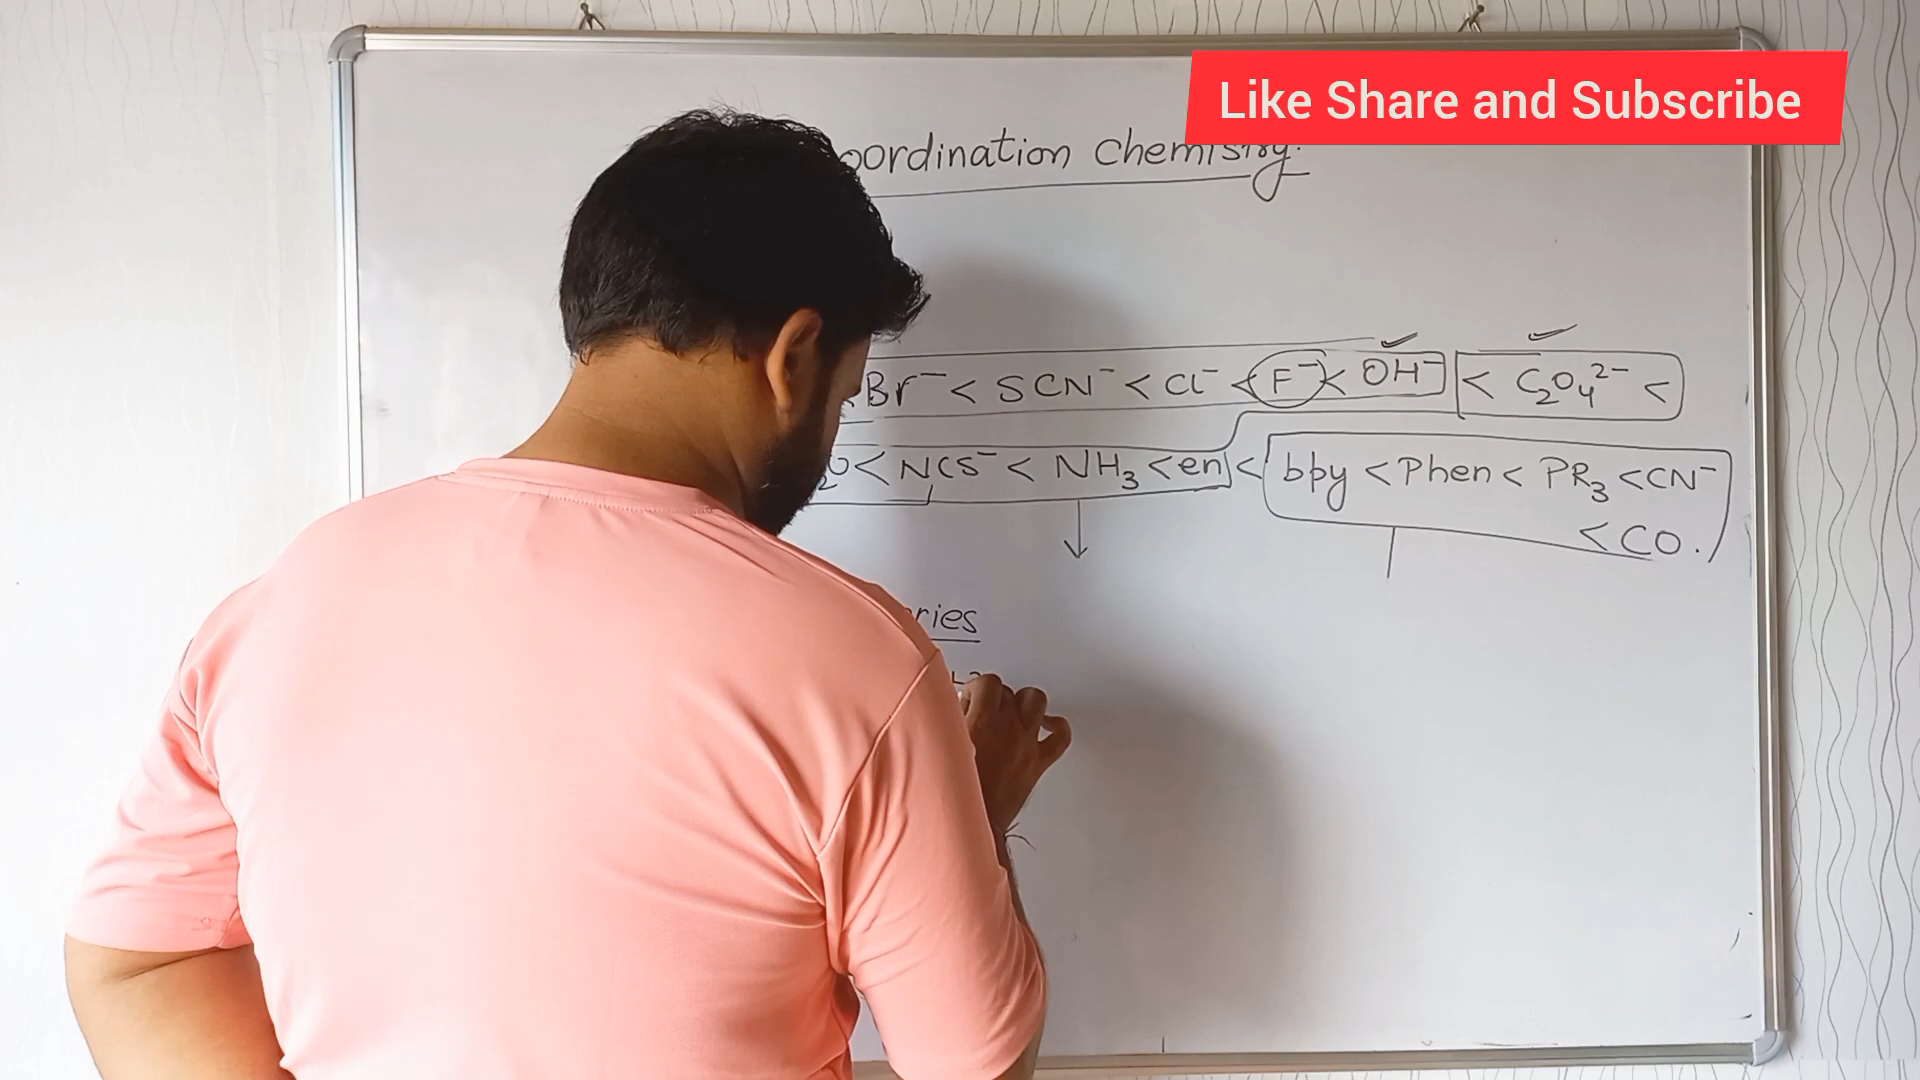 Like Share and Subscribe
oordination Chemistry.
Br⁻ < SCN⁻ < Cl⁻ < F⁻ < OH⁻ < C₂O₄²⁻ <
₂O < NCS⁻ < NH₃ < en < bpy < Phen < PR₃ < CN⁻
< CO.
ries